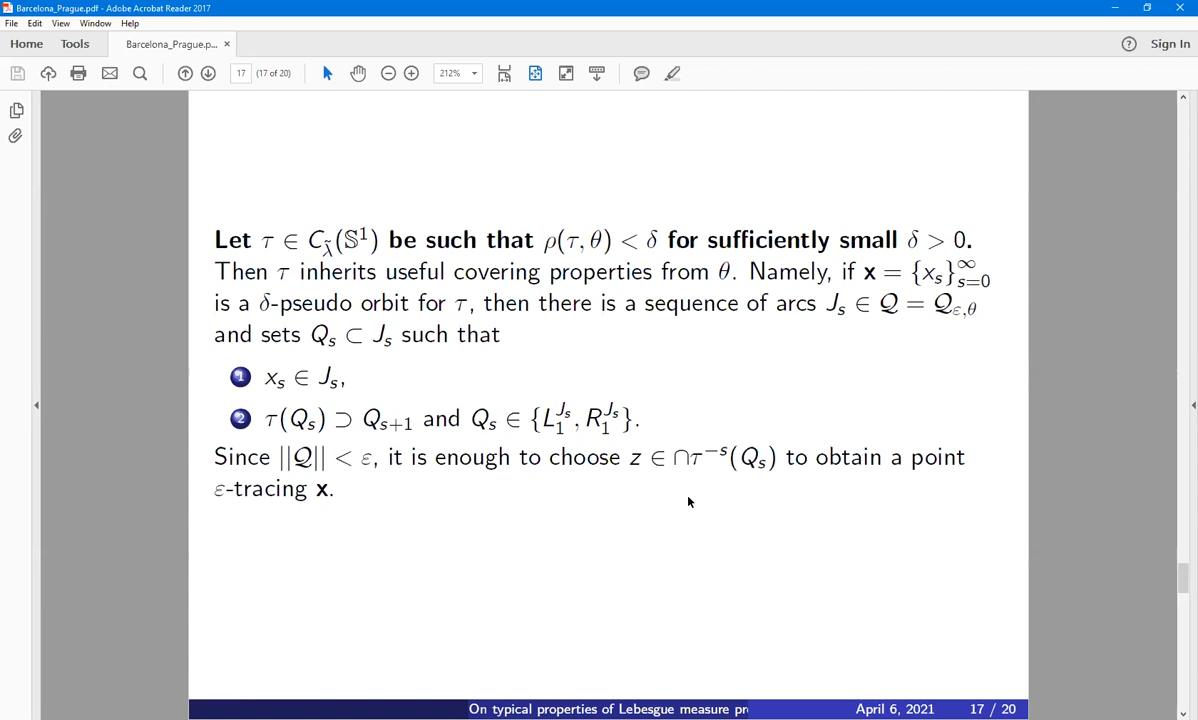 Barcelona_Prague.pdf - Adobe Acrobat Reader 2017
File Edit View Window Help
Home Tools Barcelona_Prague.p... × ? Sign In
17 (17 of 20) 212%
Let τ ∈ C_λ̃(𝕊¹) be such that ρ(τ, θ) < δ for sufficiently small δ > 0.
Then τ inherits useful covering properties from θ. Namely, if x = {x_s}_{s=0}^∞
is a δ-pseudo orbit for τ, then there is a sequence of arcs J_s ∈ 𝒬 = 𝒬_{ε,θ}
and sets Q_s ⊂ J_s such that
1 x_s ∈ J_s,
2 τ(Q_s) ⊃ Q_{s+1} and Q_s ∈ {L_1^{J_s}, R_1^{J_s}}.
Since ||𝒬|| < ε, it is enough to choose z ∈ ∩τ^{-s}(Q_s) to obtain a point
ε-tracing x.
On typical properties of Lebesgue measure pr April 6, 2021 17 / 20